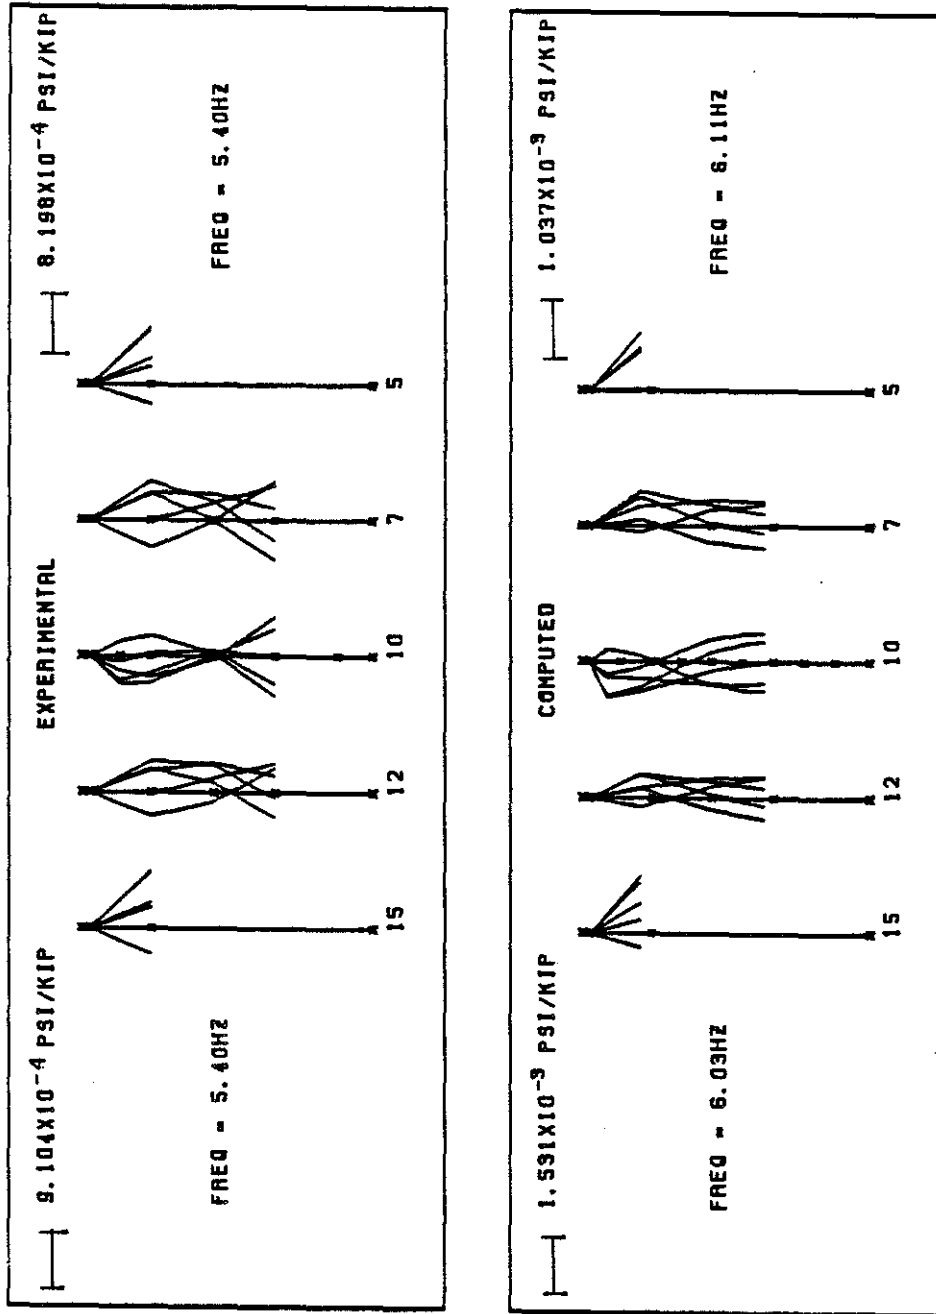 9.104X10⁻⁴ PSI/KIP
EXPERIMENTAL
8.198X10⁻⁴ PSI/KIP
FREQ = 5.40HZ
FREQ = 5.40HZ
15 12 10 7 5
1.531X10⁻³ PSI/KIP
COMPUTED
1.037X10⁻³ PSI/KIP
FREQ = 6.03HZ
FREQ = 6.11HZ
15 12 10 7 5